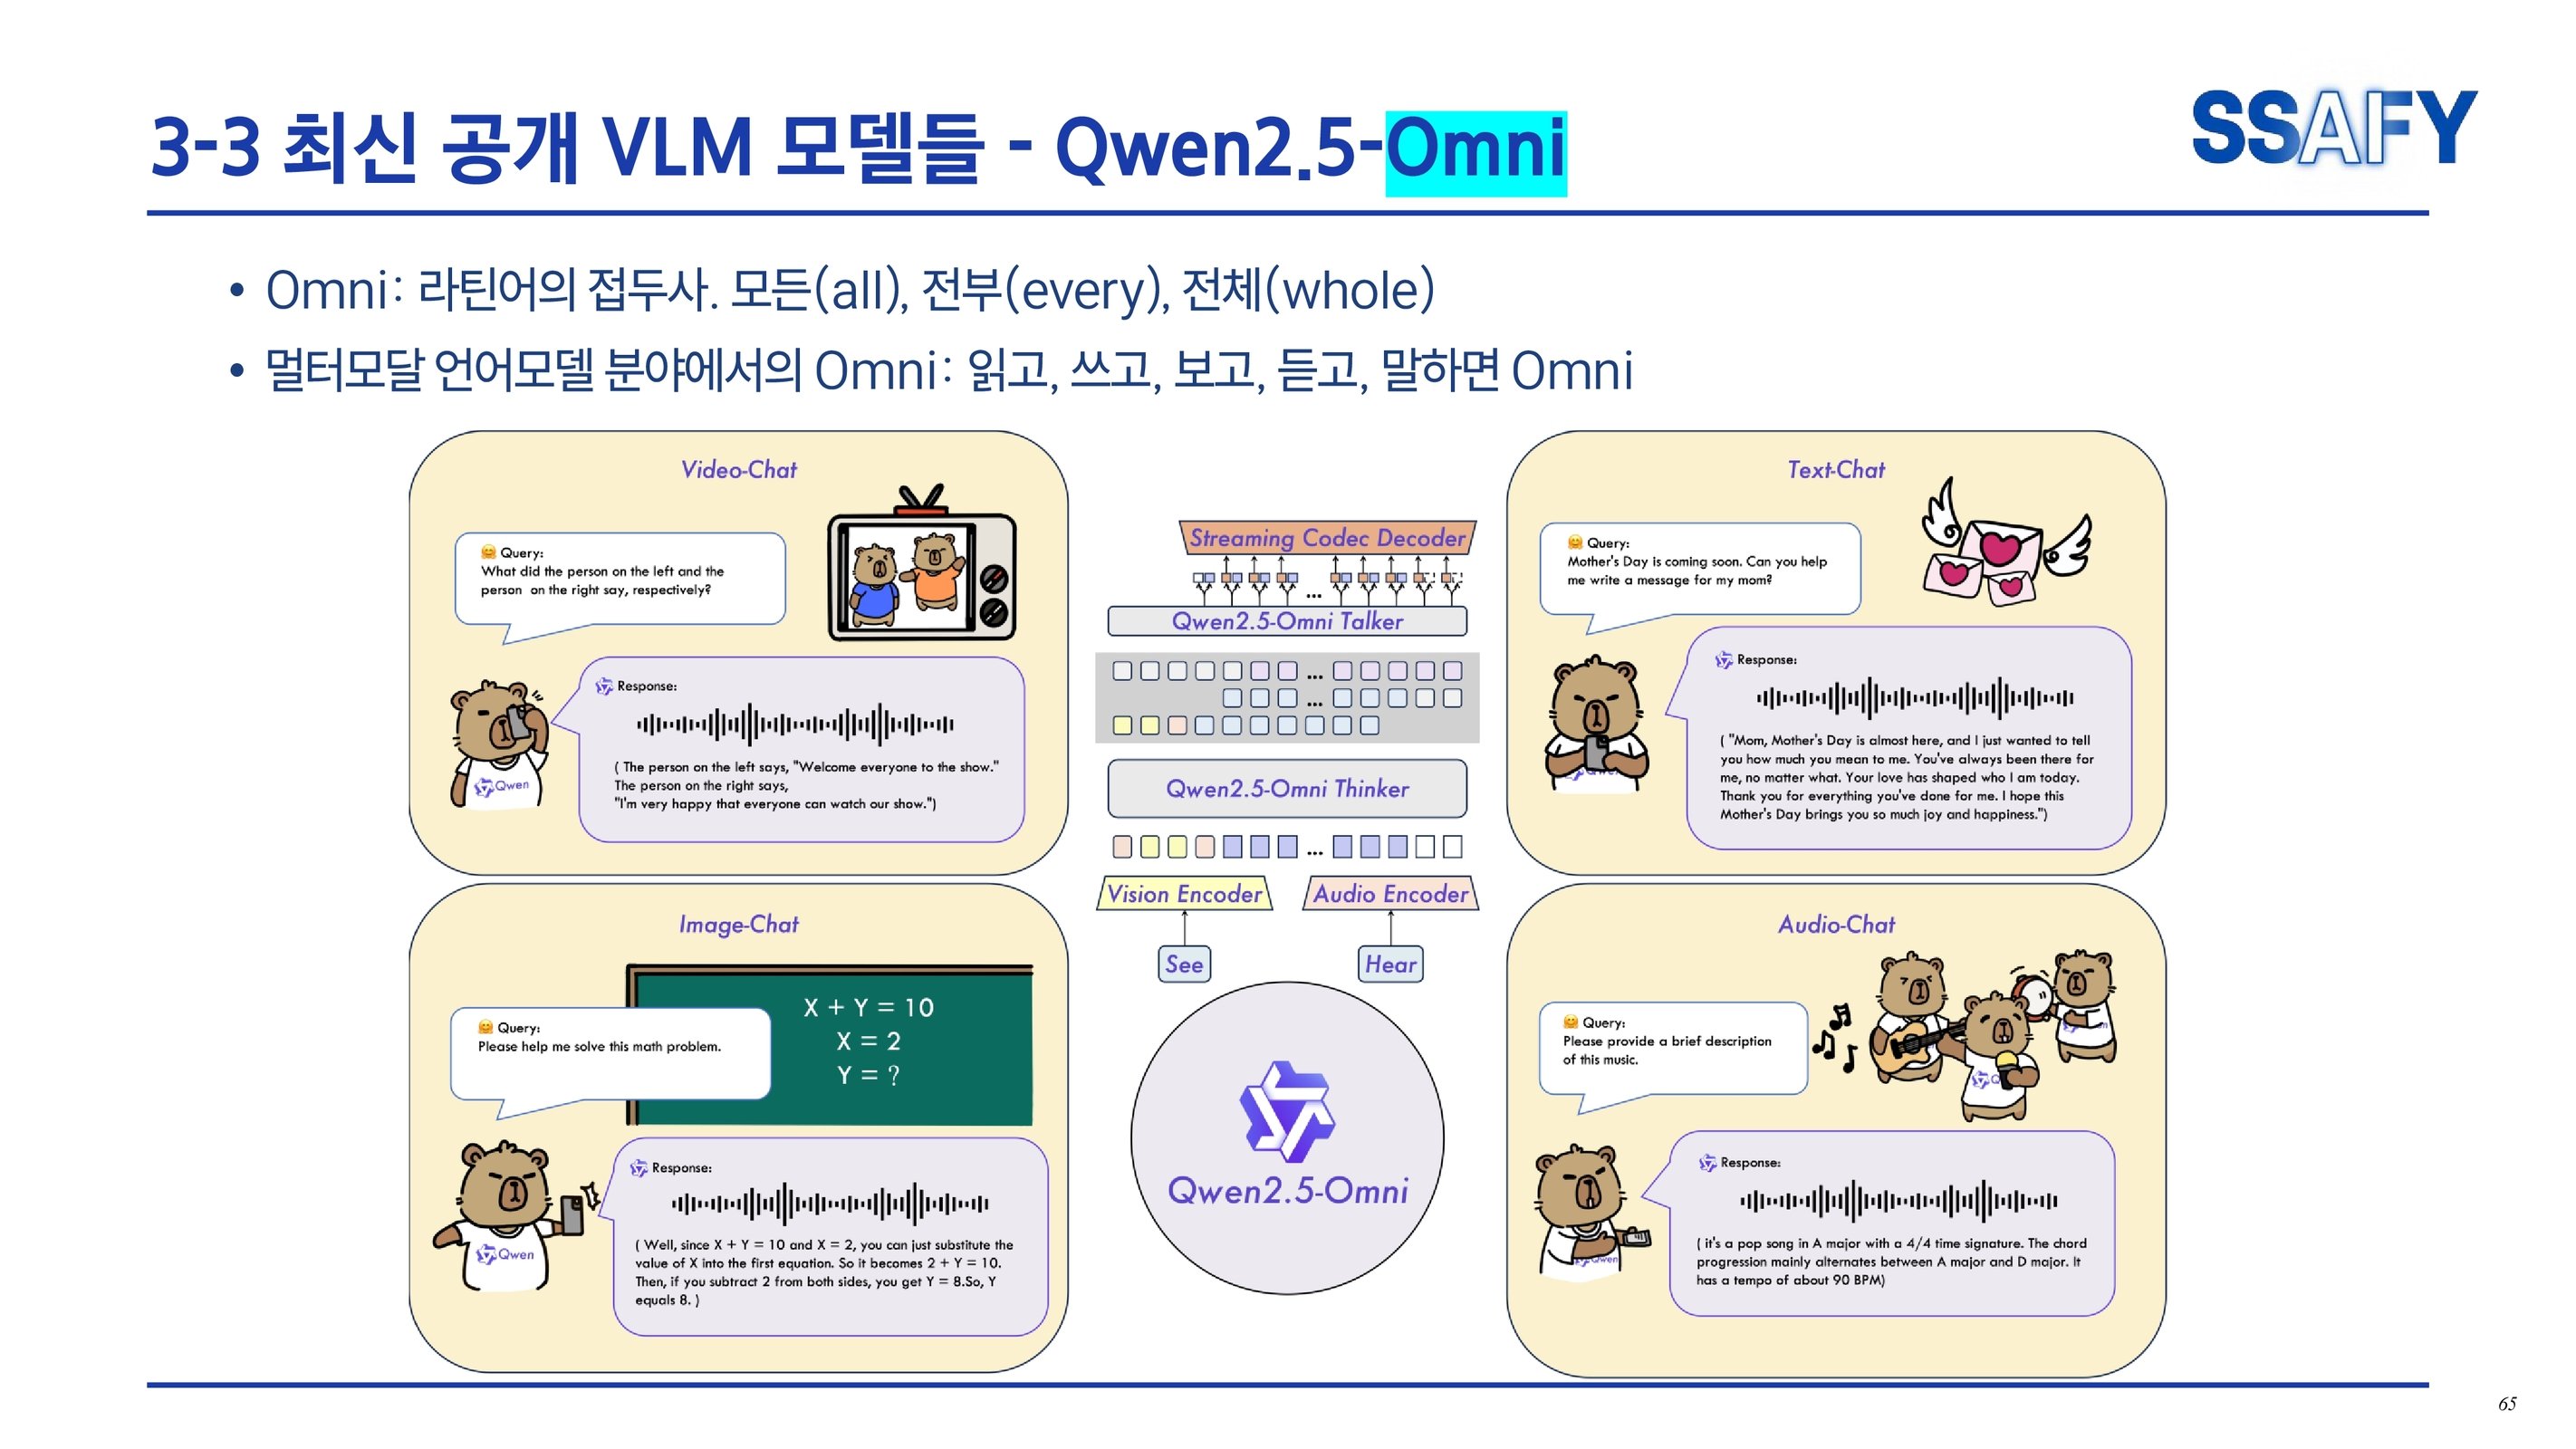 3-3 최신 공개 VLM 모델들 - Qwen2.5-Omni
SSAFY
• Omni: 라틴어의 접두사. 모든(all), 전부(every), 전체(whole)
• 멀터모달 언어모델 분야에서의 Omni: 읽고, 쓰고, 보고, 듣고, 말하면 Omni
Video-Chat
Query:
What did the person on the left and the
person on the right say, respectively?
Response:
( The person on the left says, "Welcome everyone to the show."
The person on the right says,
"I'm very happy that everyone can watch our show.")
Qwen
Image-Chat
X + Y = 10
X = 2
Y = ?
Query:
Please help me solve this math problem.
Response:
( Well, since X + Y = 10 and X = 2, you can just substitute the
value of X into the first equation. So it becomes 2 + Y = 10.
Then, if you subtract 2 from both sides, you get Y = 8.So, Y
equals 8. )
Qwen
Streaming Codec Decoder
...
Qwen2.5-Omni Talker
...
...
Qwen2.5-Omni Thinker
...
Vision Encoder
Audio Encoder
See
Hear
Qwen2.5-Omni
Text-Chat
Query:
Mother's Day is coming soon. Can you help
me write a message for my mom?
Response:
( "Mom, Mother's Day is almost here, and I just wanted to tell
you how much you mean to me. You've always been there for
me, no matter what. Your love has shaped who I am today.
Thank you for everything you've done for me. I hope this
Mother's Day brings you so much joy and happiness.")
Audio-Chat
Query:
Please provide a brief description
of this music.
Response:
( it's a pop song in A major with a 4/4 time signature. The chord
progression mainly alternates between A major and D major. It
has a tempo of about 90 BPM)
Qwen
65